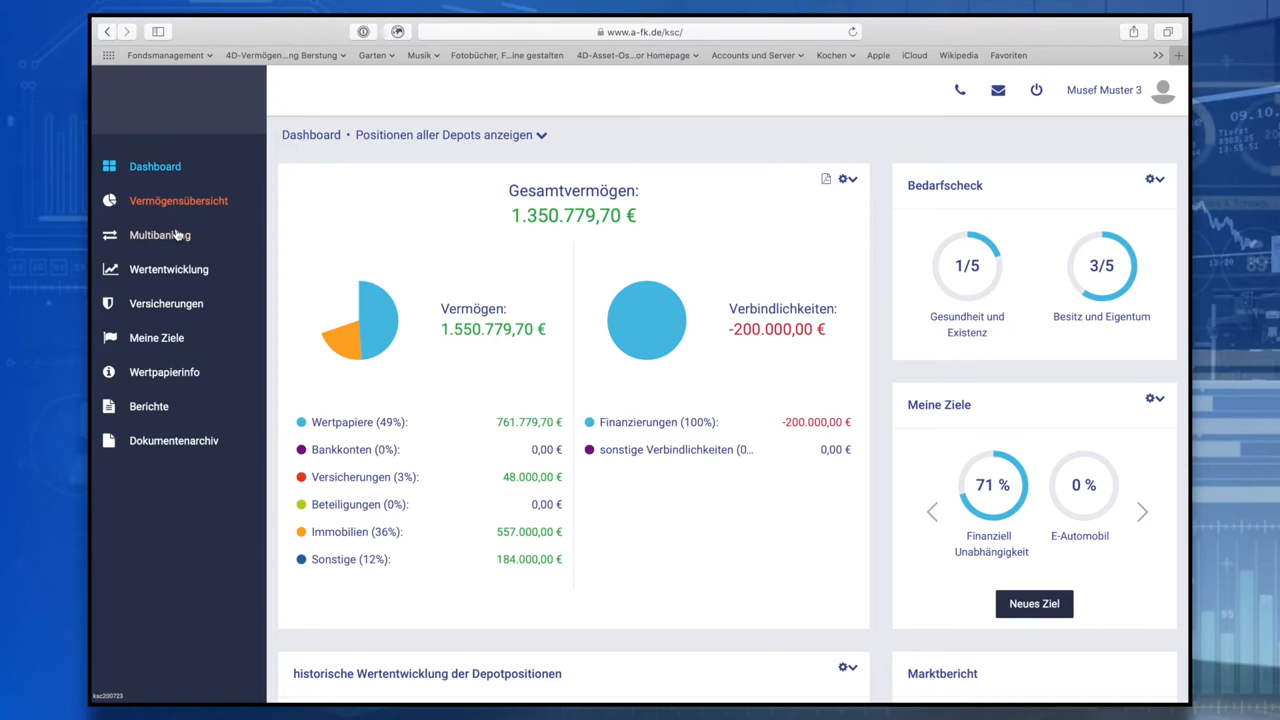 www.a-fk.de/ksc/
Fondsmanagement
4D-Vermögen...ng Berstung
Garten
Musik
Fotobücher, F...ine gestalten
4D-Asset-Os...or Homepage
Accounts und Server
Kochen
Apple
iCloud
Wikipedia
Favoriten
Musef Muster 3
Dashboard • Positionen aller Depots anzeigen
Dashboard
Vermögensübersicht
Multibanking
Wertentwicklung
Versicherungen
Meine Ziele
Wertpapierinfo
Berichte
Dokumentenarchiv
ksc200723
Gesamtvermögen:
1.350.779,70 €
Vermögen:
1.550.779,70 €
Verbindlichkeiten:
-200.000,00 €
Wertpapiere (49%): 761.779,70 €
Bankkonten (0%): 0,00 €
Versicherungen (3%): 48.000,00 €
Beteiligungen (0%): 0,00 €
Immobilien (36%): 557.000,00 €
Sonstige (12%): 184.000,00 €
Finanzierungen (100%): -200.000,00 €
sonstige Verbindlichkeiten (0... 0,00 €
Bedarfscheck
1/5
Gesundheit und
Existenz
3/5
Besitz und Eigentum
Meine Ziele
71 %
Finanziell
Unabhängigkeit
0 %
E-Automobil
Neues Ziel
historische Wertentwicklung der Depotpositionen
Marktbericht
09.10.